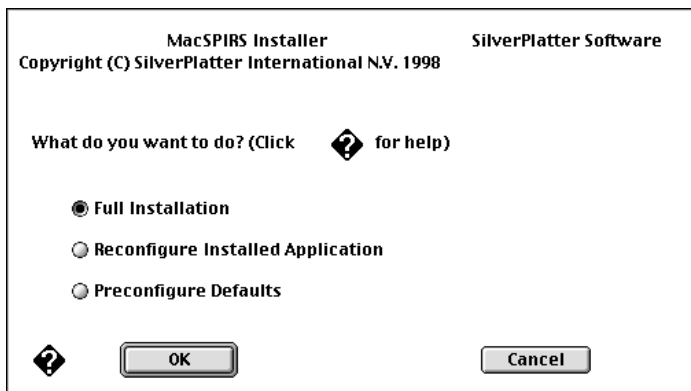 MacSPIRS Installer SilverPlatter Software
Copyright (C) SilverPlatter International N.V. 1998
What do you want to do? (Click ? for help)
Full Installation
Reconfigure Installed Application
Preconfigure Defaults
? OK Cancel